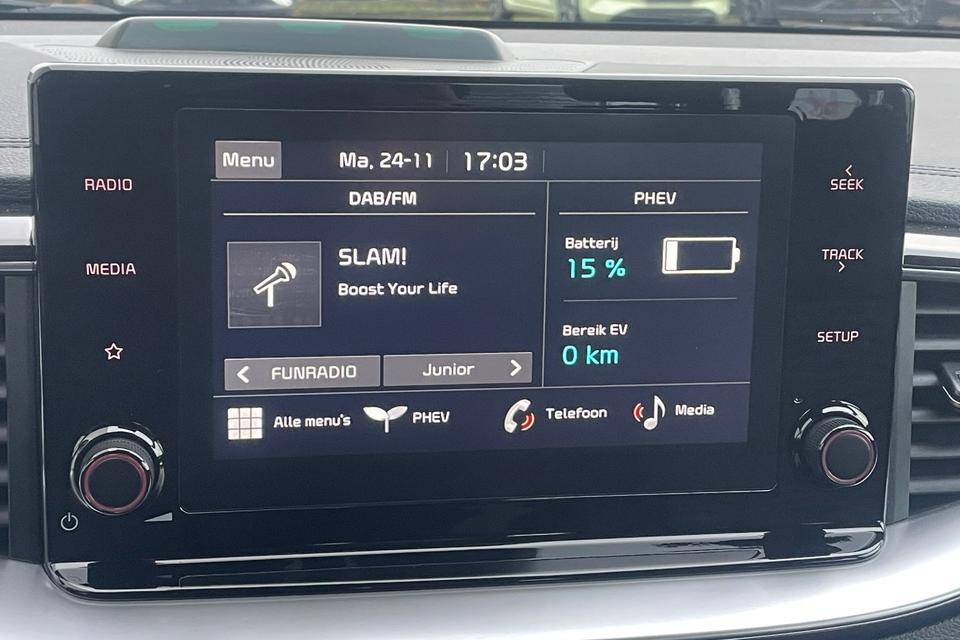 Menu
Ma, 24-11
17:03
DAB/FM
PHEV
RADIO
MEDIA
SEEK
TRACK
SETUP
SLAM!
Boost Your Life
Batterij
15 %
Bereik EV
0 km
FUNRADIO
Junior
Alle menu's
PHEV
Telefoon
Media